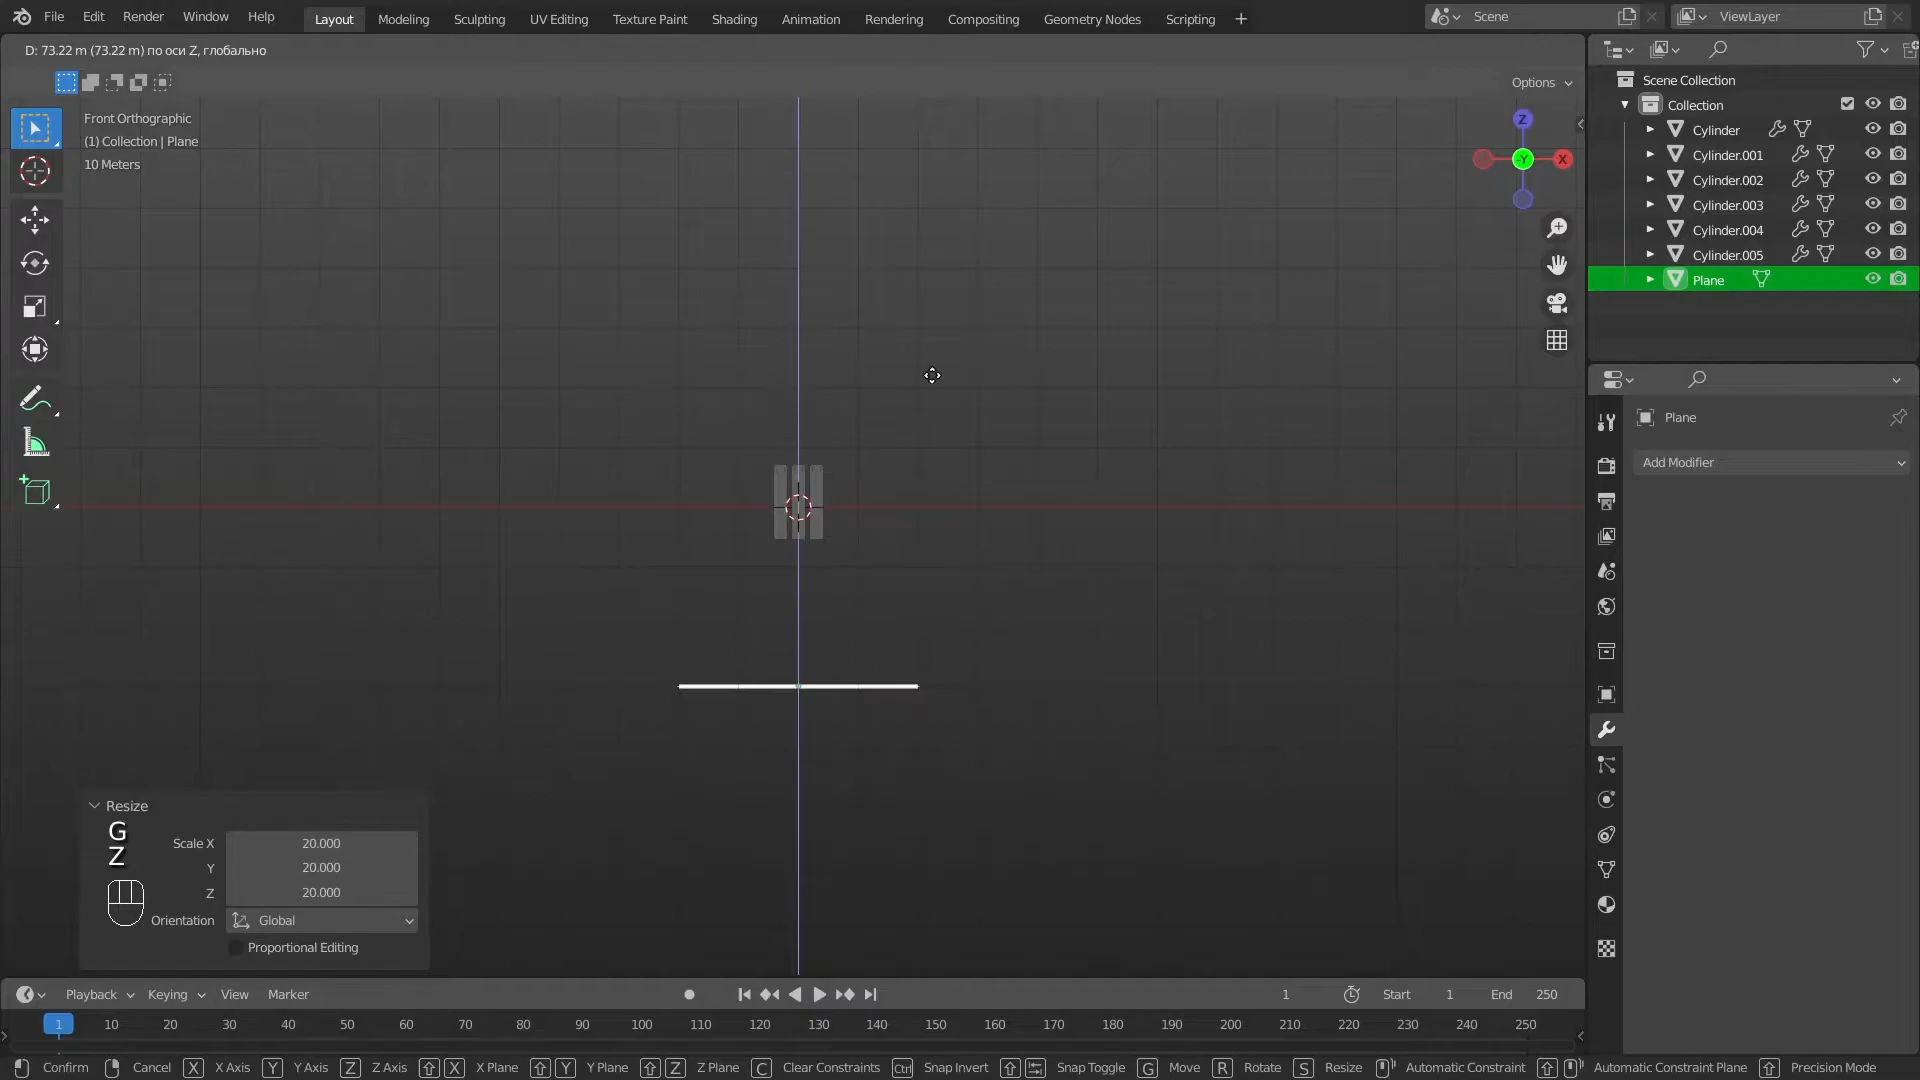 File Edit Render Window Help Layout Modeling Sculpting UV Editing Texture Paint Shading Animation Rendering Compositing Geometry Nodes Scripting + Scene ViewLayer
D: 73.22 m (73.22 m) по оси Z, глобально
Options
Front Orthographic
(1) Collection | Plane
10 Meters
Z
-Y
X
Scene Collection
Collection
Cylinder
Cylinder.001
Cylinder.002
Cylinder.003
Cylinder.004
Cylinder.005
Plane
Plane
Add Modifier
Resize
G
Z
Scale X 20.000
Y 20.000
Z 20.000
Orientation Global
Proportional Editing
Playback Keying View Marker 1 Start 1 End 250
1 10 20 30 40 50 60 70 80 90 100 110 120 130 140 150 160 170 180 190 200 210 220 230 240 250
Confirm Cancel X X Axis Y Y Axis Z Z Axis X X Plane Y Y Plane Z Z Plane C Clear Constraints Ctrl Snap Invert Snap Toggle G Move R Rotate S Resize Automatic Constraint Automatic Constraint Plane Precision Mode